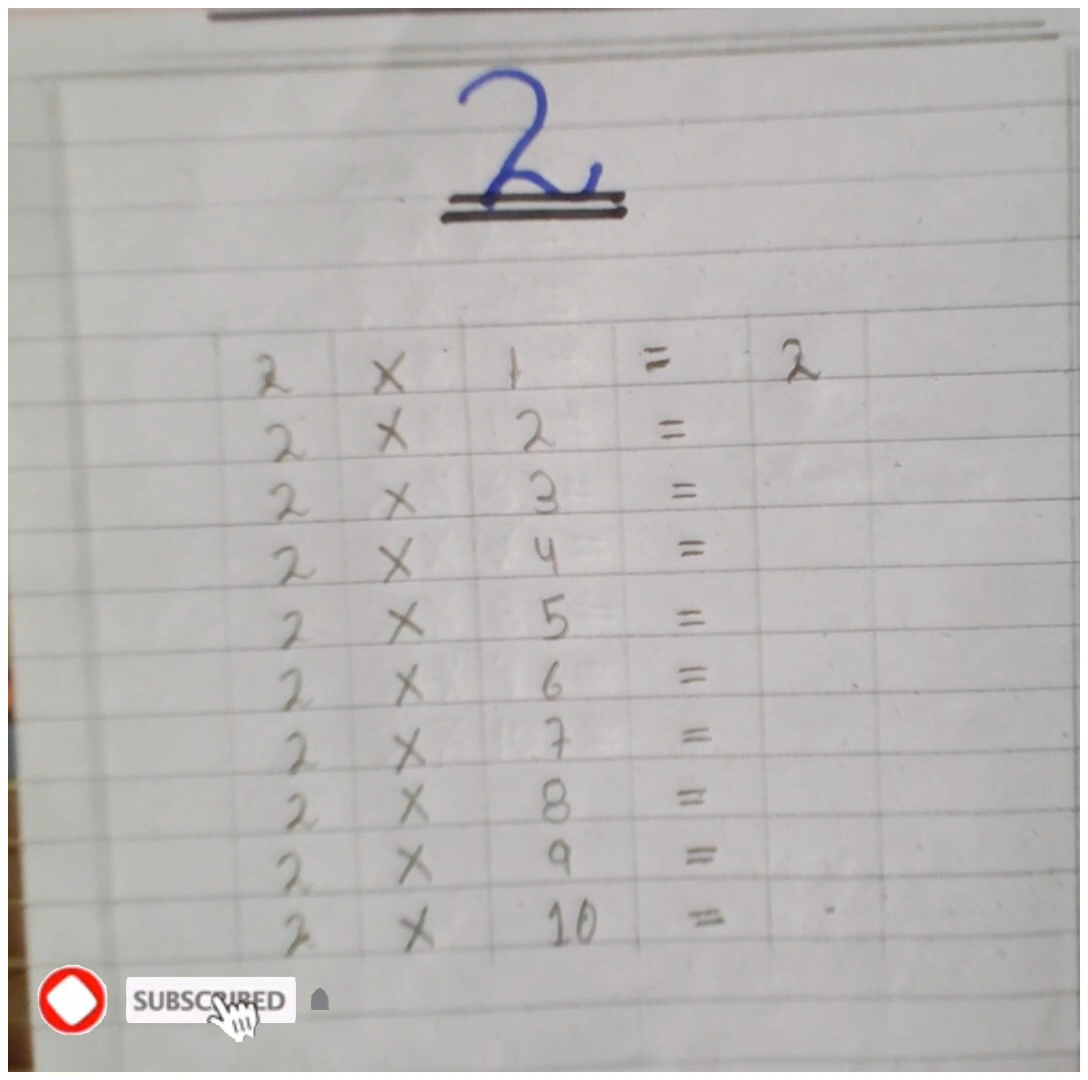 2
2 × 1 = 2
2 × 2 =
2 × 3 =
2 × 4 =
2 × 5 =
2 × 6 =
2 × 7 =
2 × 8 =
2 × 9 =
2 × 10 =
SUBSCRIBED